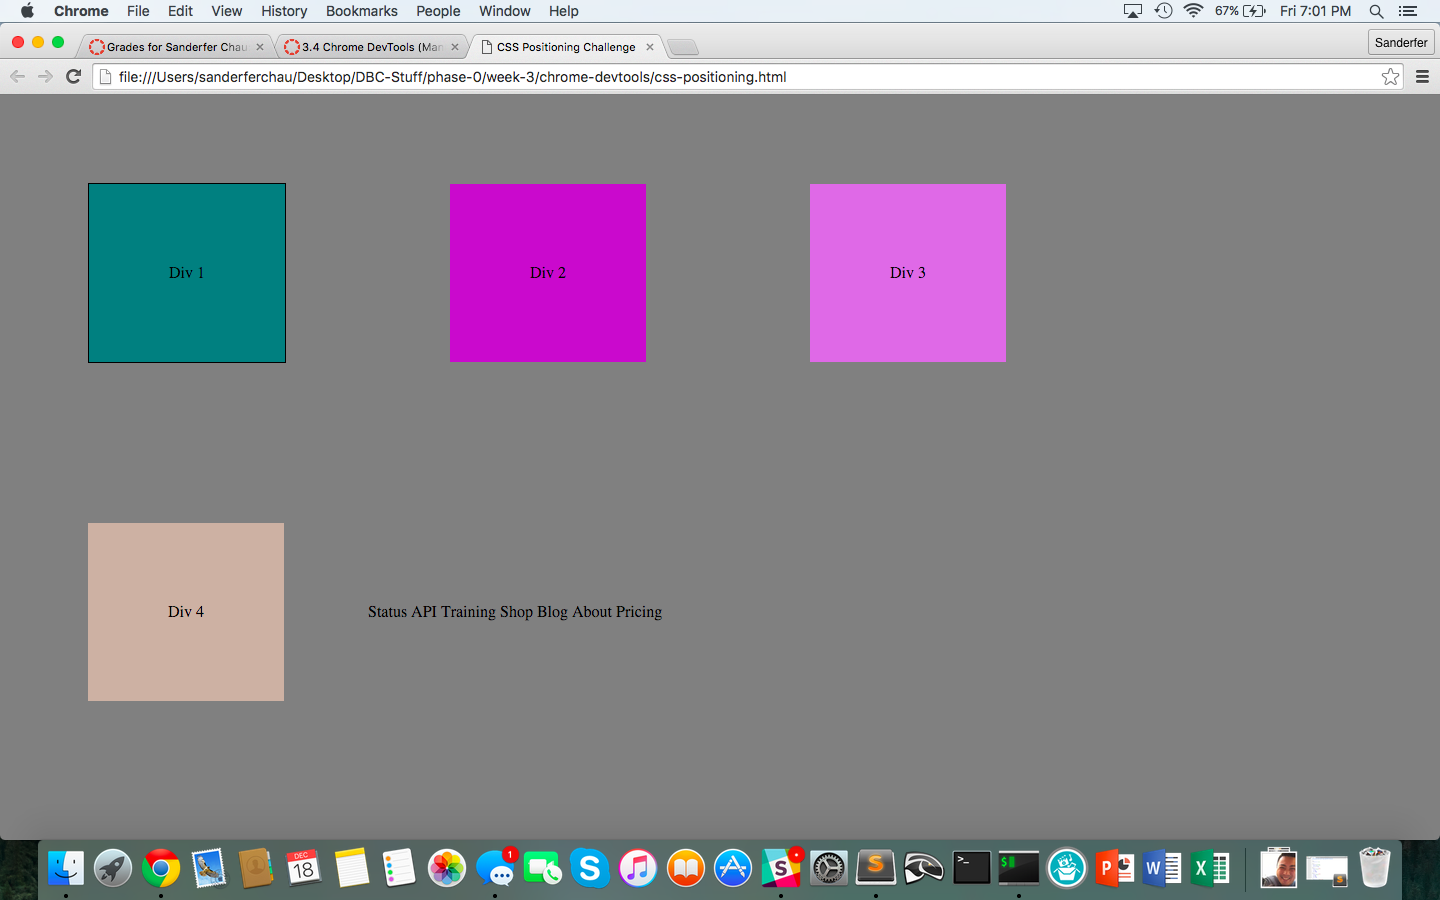 Chrome File Edit View History Bookmarks People Window Help 67% Fri 7:01 PM
Grades for Sanderfer Chau 3.4 Chrome DevTools (Man CSS Positioning Challenge Sanderfer
file:///Users/sanderferchau/Desktop/DBC-Stuff/phase-0/week-3/chrome-devtools/css-positioning.html
Div 1 Div 2 Div 3
Div 4 Status API Training Shop Blog About Pricing
DEC
18
1